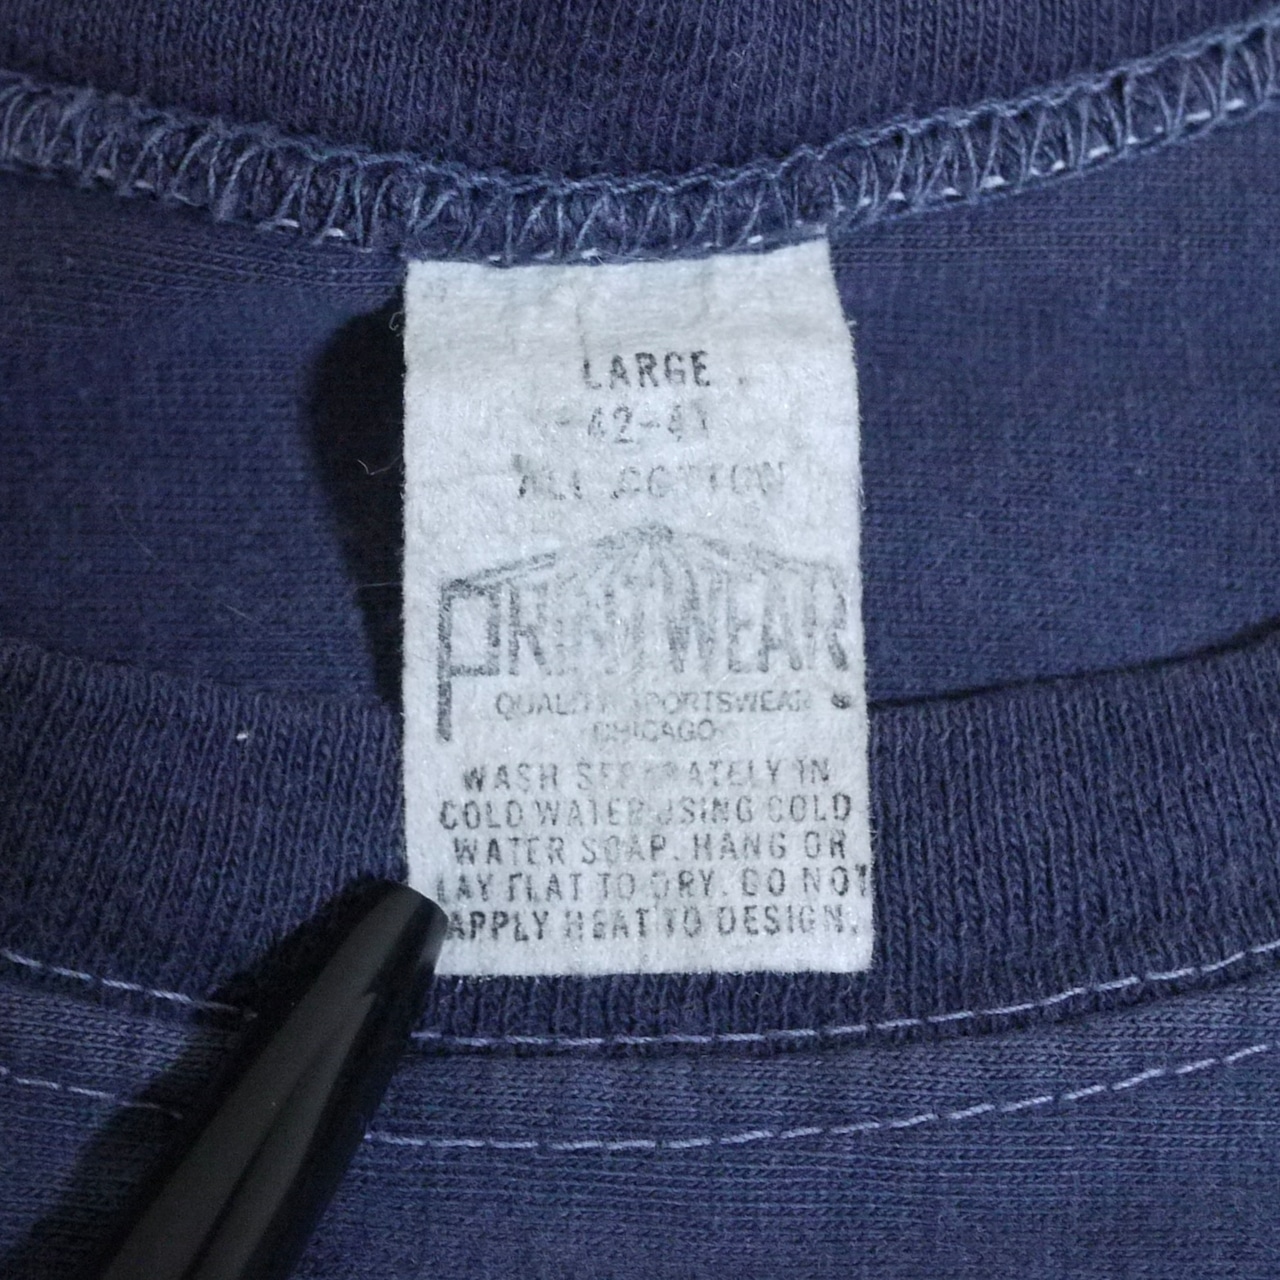 LARGE
42-4
ALL COTTON
PRINTWEAR
QUALITY SPORTSWEAR
CHICAGO
WASH SEPARATELY IN
COLD WATER USING COLD
WATER SOAP. HANG OR
LAY FLAT TO DRY. DO NOT
APPLY HEAT TO DESIGN.